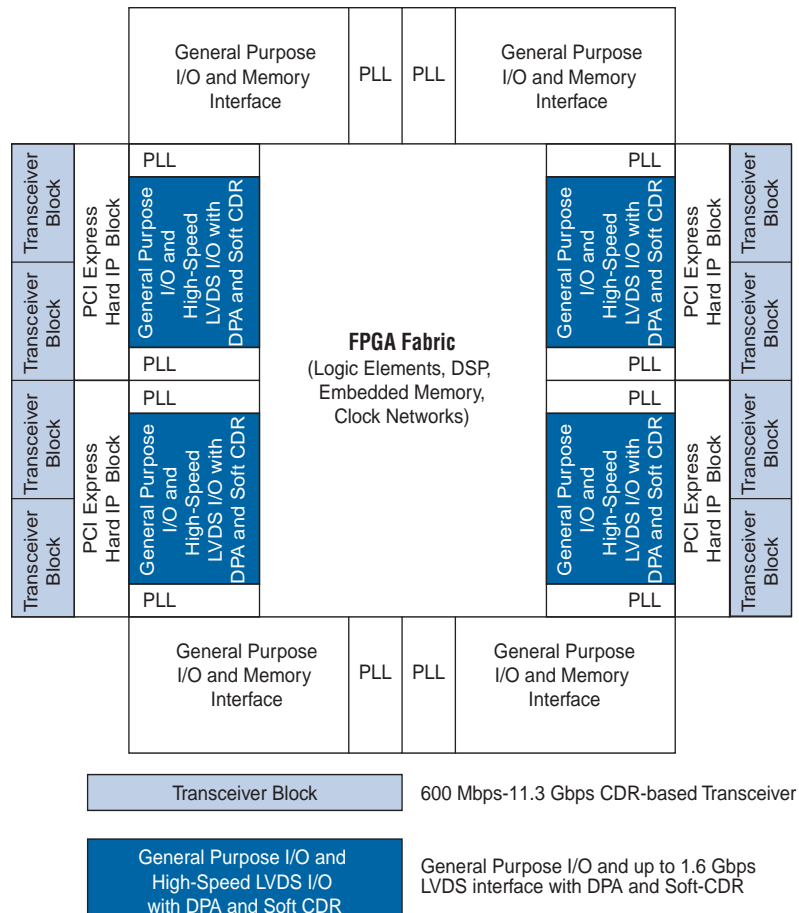 General Purpose
I/O and Memory
Interface
PLL
PLL
General Purpose
I/O and Memory
Interface
Transceiver
Block
Transceiver
Block
PCI Express
Hard IP Block
PLL
General Purpose
I/O and
High-Speed
LVDS I/O with
DPA and Soft CDR
PLL
PLL
General Purpose
I/O and
High-Speed
LVDS I/O with
DPA and Soft CDR
PLL
Transceiver
Block
Transceiver
Block
PCI Express
Hard IP Block
FPGA Fabric
(Logic Elements, DSP,
Embedded Memory,
Clock Networks)
PLL
General Purpose
I/O and
High-Speed
LVDS I/O with
DPA and Soft CDR
PLL
PLL
General Purpose
I/O and
High-Speed
LVDS I/O with
DPA and Soft CDR
PLL
PCI Express
Hard IP Block
Transceiver
Block
Transceiver
Block
PCI Express
Hard IP Block
Transceiver
Block
Transceiver
Block
General Purpose
I/O and Memory
Interface
PLL
PLL
General Purpose
I/O and Memory
Interface
Transceiver Block
600 Mbps-11.3 Gbps CDR-based Transceiver
General Purpose I/O and
High-Speed LVDS I/O
with DPA and Soft CDR
General Purpose I/O and up to 1.6 Gbps
LVDS interface with DPA and Soft-CDR